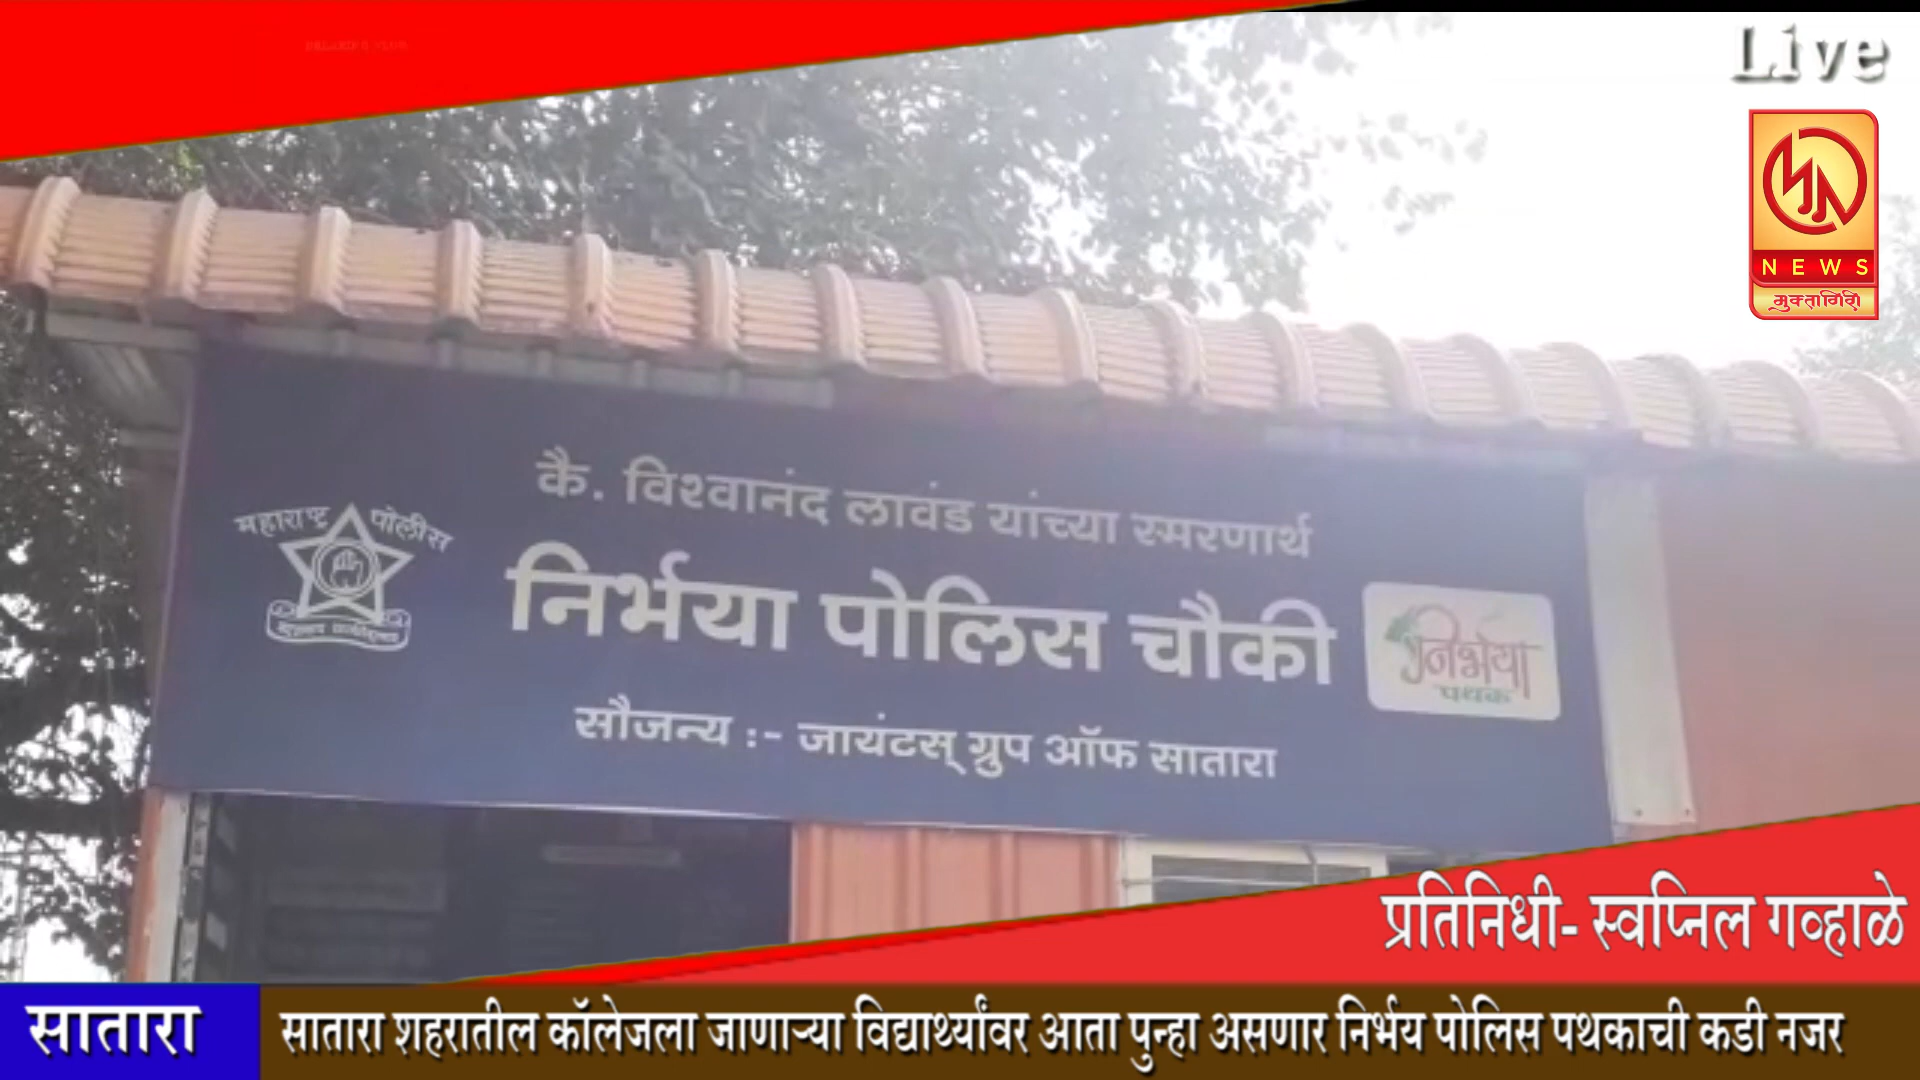 Live
NEWS
मुक्तागिरी
कै. विश्वानंद लावंड यांच्या स्मरणार्थ
महाराष्ट्र पोलीस
निर्भया पोलिस चौकी
निर्भया
पथक
सौजन्य :- जायंटस् ग्रुप ऑफ सातारा
प्रतिनिधी- स्वप्निल गव्हाळे
सातारा
सातारा शहरातील कॉलेजला जाणाऱ्या विद्यार्थ्यांवर आता पुन्हा असणार निर्भय पोलिस पथकाची कडी नजर